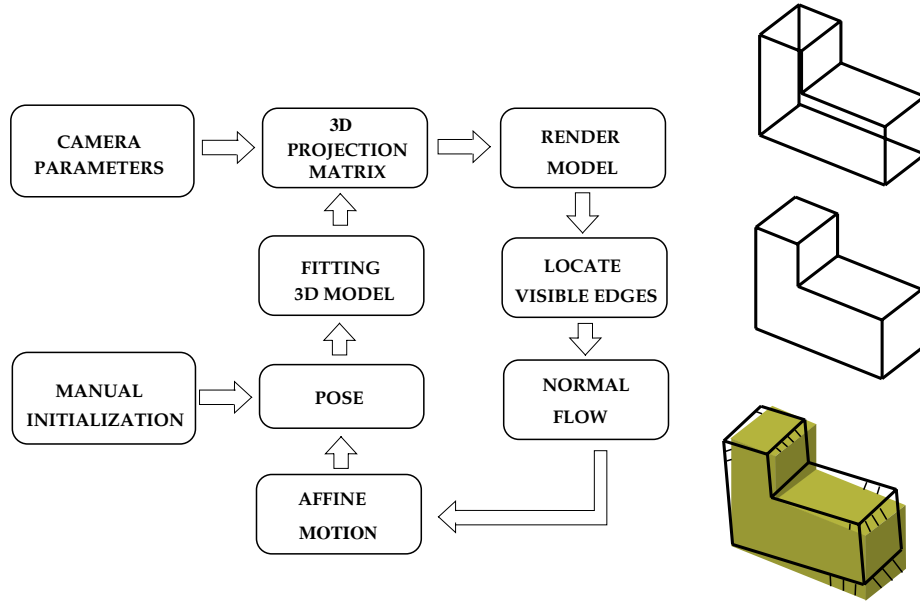 CAMERA
PARAMETERS
3D
PROJECTION
MATRIX
RENDER
MODEL
FITTING
3D MODEL
LOCATE
VISIBLE EDGES
MANUAL
INITIALIZATION
POSE
NORMAL
FLOW
AFFINE
MOTION